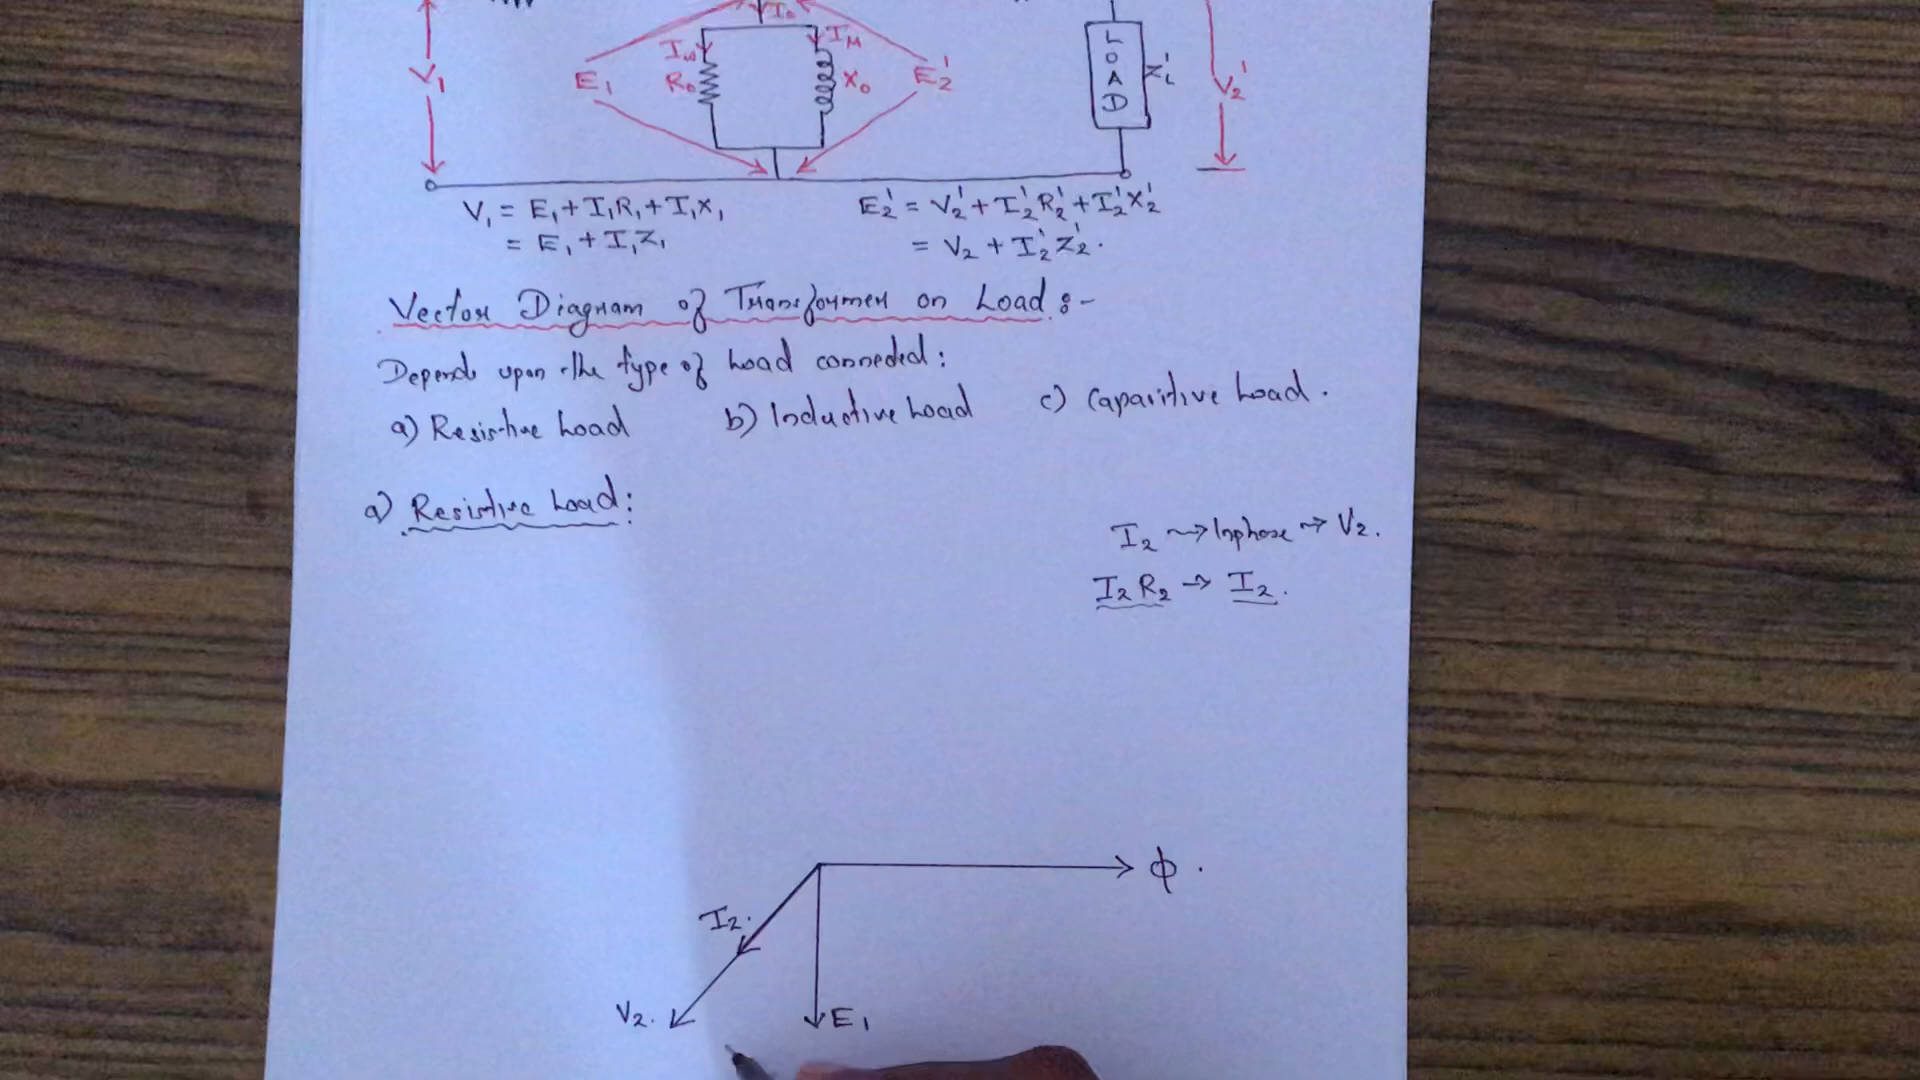 I₀
Iω
I_M
V₁
E₁
R₀
X₀
E₂'
LOAD
Z_L'
V₂'
V₁ = E₁ + I₁R₁ + I₁X₁
= E₁ + I₁Z₁
E₂' = V₂' + I₂'R₂' + I₂'X₂'
= V₂ + I₂'Z₂'.
Vector Diagram of Transformer on Load :-
Depends upon the type of Load connected:
a) Resistive Load b) Inductive Load c) Capacitive Load.
a) Resistive Load:
I₂ → Inphase → V₂.
I₂R₂ → I₂.
ϕ.
I₂.
V₂.
E₁